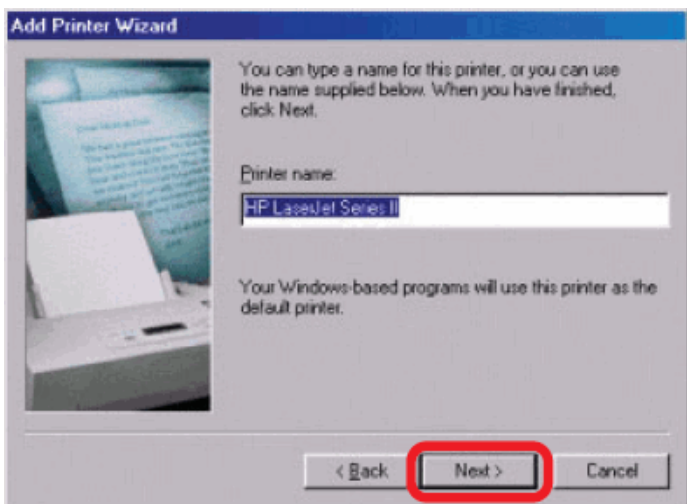 Add Printer Wizard
You can type a name for this printer, or you can use
the name supplied below. When you have finished,
click Next.
Printer name:
HP LaserJet Series II
Your Windows-based programs will use this printer as the
default printer.
< Back
Next >
Cancel